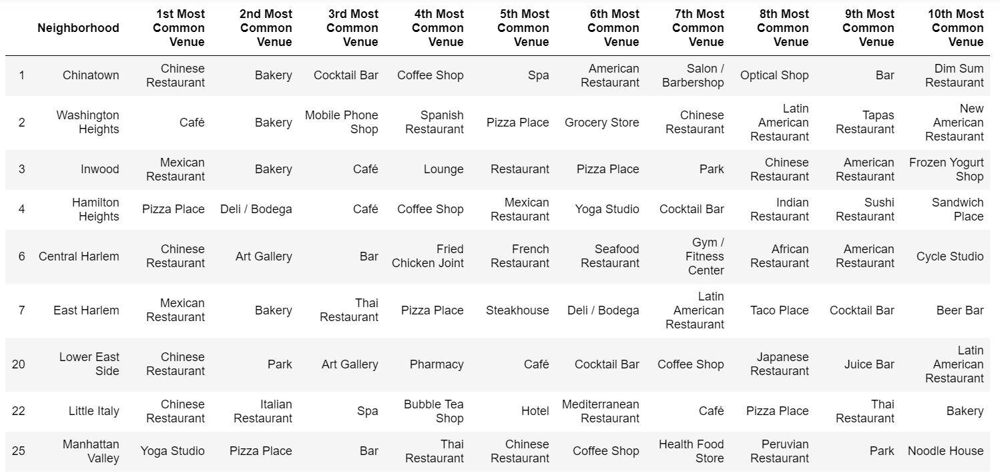 Neighborhood 1st Most Common Venue 2nd Most Common Venue 3rd Most Common Venue 4th Most Common Venue 5th Most Common Venue 6th Most Common Venue 7th Most Common Venue 8th Most Common Venue 9th Most Common Venue 10th Most Common Venue
1 Chinatown Chinese Restaurant Bakery Cocktail Bar Coffee Shop Spa American Restaurant Salon / Barbershop Optical Shop Bar Dim Sum Restaurant
2 Washington Heights Café Bakery Mobile Phone Shop Spanish Restaurant Pizza Place Grocery Store Chinese Restaurant Latin American Restaurant Tapas Restaurant New American Restaurant
3 Inwood Mexican Restaurant Bakery Café Lounge Restaurant Pizza Place Park Chinese Restaurant American Restaurant Frozen Yogurt Shop
4 Hamilton Heights Pizza Place Deli / Bodega Café Coffee Shop Mexican Restaurant Yoga Studio Cocktail Bar Indian Restaurant Sushi Restaurant Sandwich Place
6 Central Harlem Chinese Restaurant Art Gallery Bar Fried Chicken Joint French Restaurant Seafood Restaurant Gym / Fitness Center African Restaurant American Restaurant Cycle Studio
7 East Harlem Mexican Restaurant Bakery Thai Restaurant Pizza Place Steakhouse Deli / Bodega Latin American Restaurant Taco Place Cocktail Bar Beer Bar
20 Lower East Side Chinese Restaurant Park Art Gallery Pharmacy Café Cocktail Bar Coffee Shop Japanese Restaurant Juice Bar Latin American Restaurant
22 Little Italy Chinese Restaurant Italian Restaurant Spa Bubble Tea Shop Hotel Mediterranean Restaurant Café Pizza Place Thai Restaurant Bakery
25 Manhattan Valley Yoga Studio Pizza Place Bar Thai Restaurant Chinese Restaurant Coffee Shop Health Food Store Peruvian Restaurant Park Noodle House